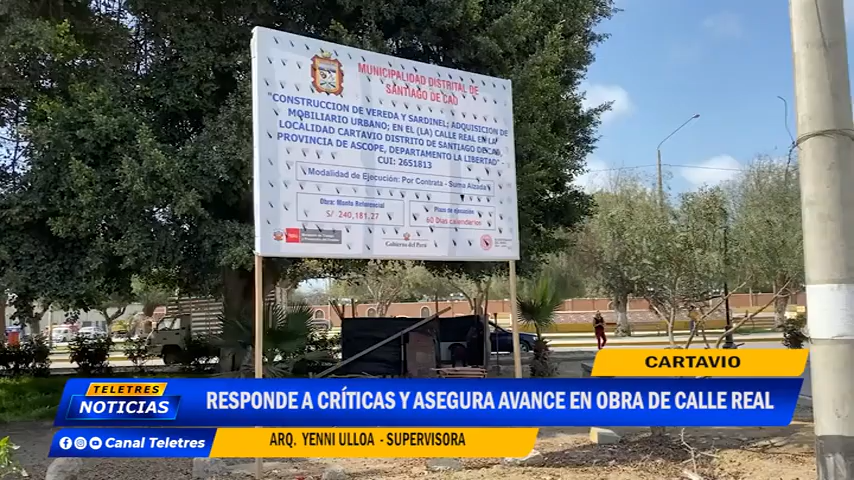 MUNICIPALIDAD DISTRITAL DE
SANTIAGO DE CAO
"CONSTRUCCION DE VEREDA Y SARDINEL; ADQUISICION DE
MOBILIARIO URBANO; EN EL (LA) CALLE REAL EN LA
LOCALIDAD CARTAVIO DISTRITO DE SANTIAGO DE CAO
PROVINCIA DE ASCOPE, DEPARTAMENTO LA LIBERTAD"
CUI: 2651813
Modalidad de Ejecución: Por Contrata - Suma Alzada
Obra: Monto Referencial
S/ 240,181.27
Plazo de ejecución
60 Días calendarios
PERÚ
Gobierno del Perú
CARTAVIO
TELETRES
NOTICIAS
RESPONDE A CRÍTICAS Y ASEGURA AVANCE EN OBRA DE CALLE REAL
Canal Teletres
ARQ. YENNI ULLOA - SUPERVISORA